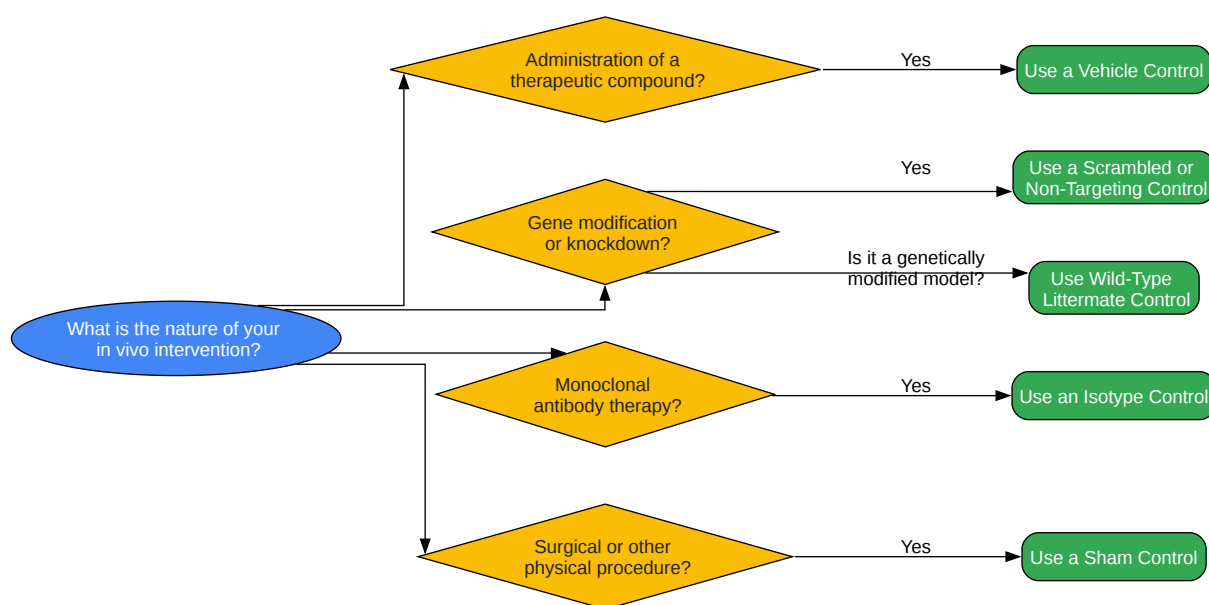 Administration of a
therapeutic compound?
Yes
Use a Vehicle Control
Yes
Use a Scrambled or
Non-Targeting Control
Gene modification
or knockdown?
Is it a genetically
modified model?
Use Wild-Type
Littermate Control
What is the nature of your
in vivo intervention?
Monoclonal
antibody therapy?
Yes
Use an Isotype Control
Surgical or other
physical procedure?
Yes
Use a Sham Control